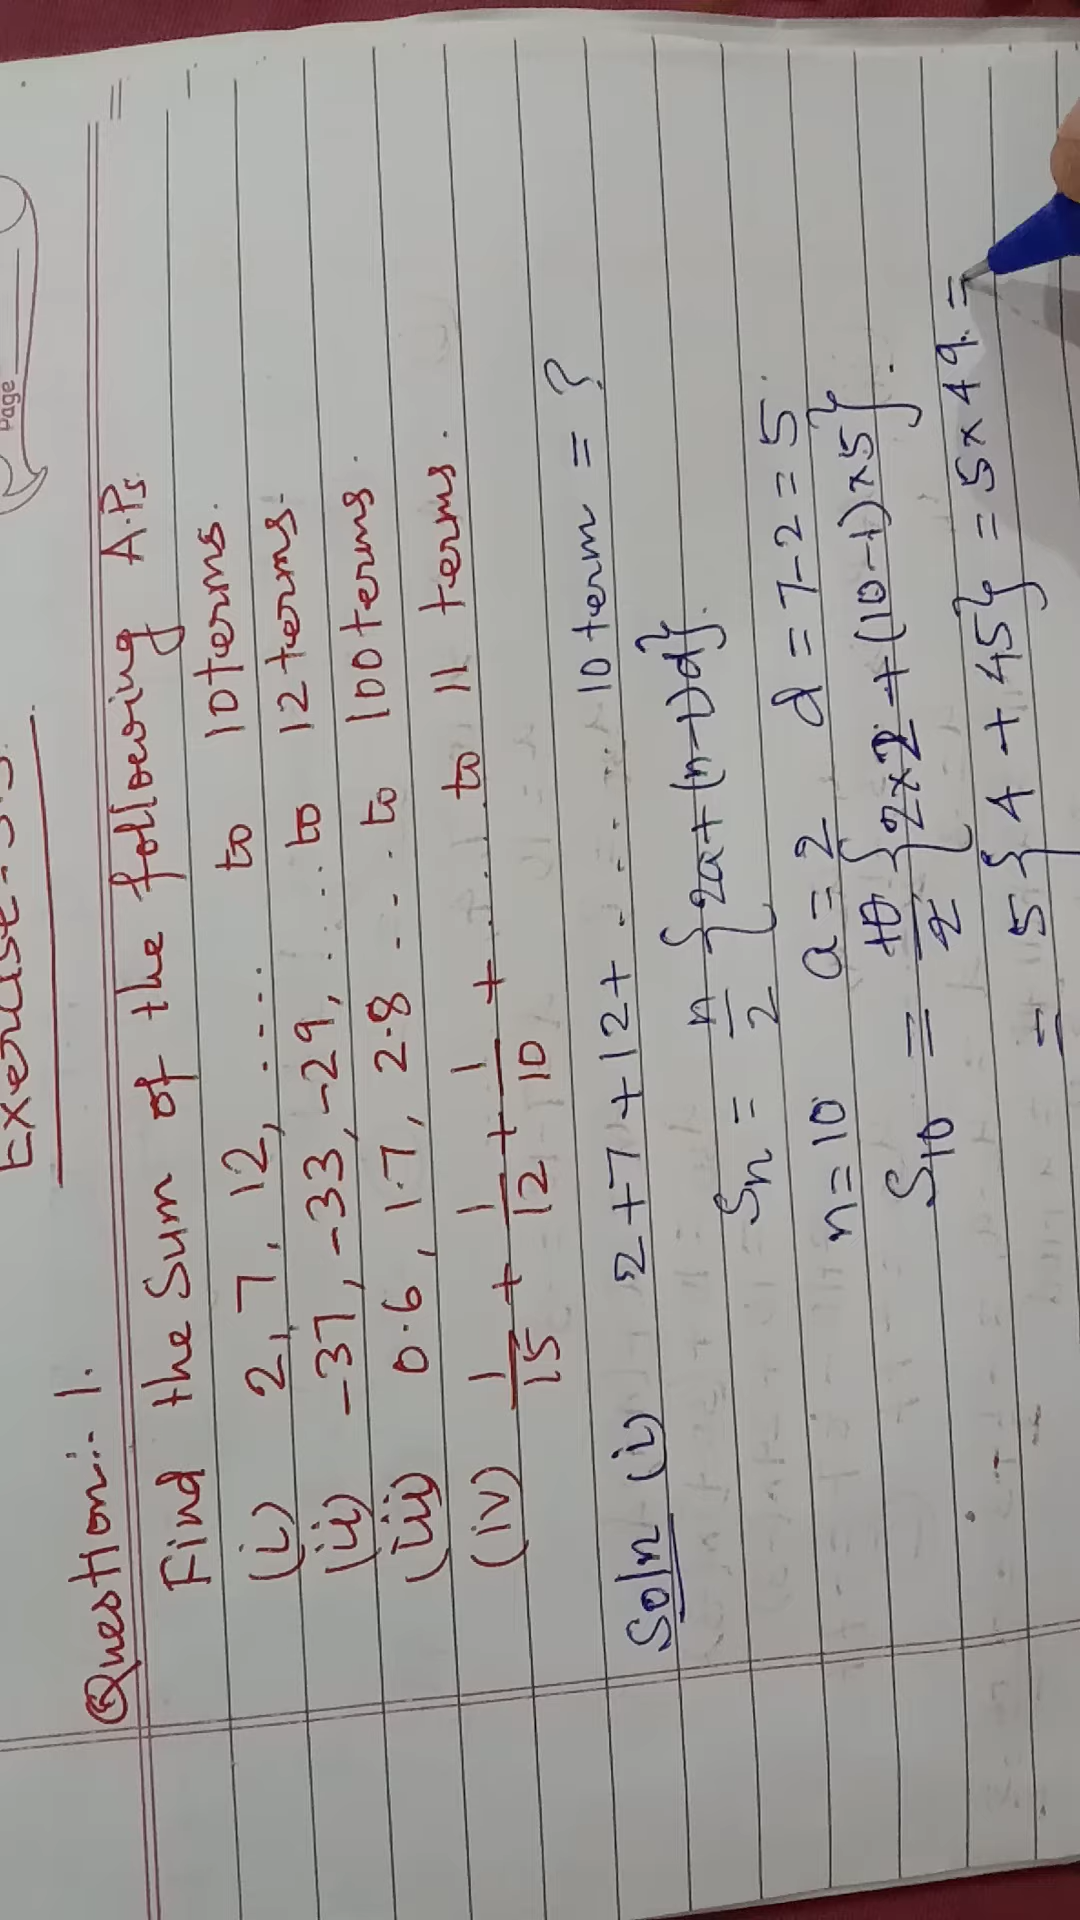 Page
Question:- 1.
Find the Sum of the following A.Ps
(i) 2, 7, 12, ..... to 10 terms.
(ii) -37, -33, -29, .... to 12 terms.
(iii) 0.6, 1.7, 2.8 ... to 100 terms.
(iv) 1/15 + 1/12 + 1/10 + .... to 11 terms.
Soln (i) 2+7+12+ ...... 10 term = ?
Sn = n/2 {2a+(n-1)d}.
n=10 a=2 d=7-2=5.
S10 = 10/2 {2×2+(10-1)×5}.
= 5{4+45} = 5×49. =